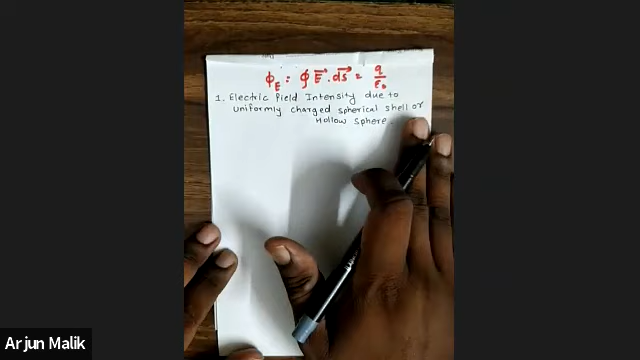 ϕE = ∮ E⃗ . ds⃗ = q/ε₀
1. Electric Field Intensity due to
uniformly charged spherical shell or
Hollow Sphere.
Arjun Malik